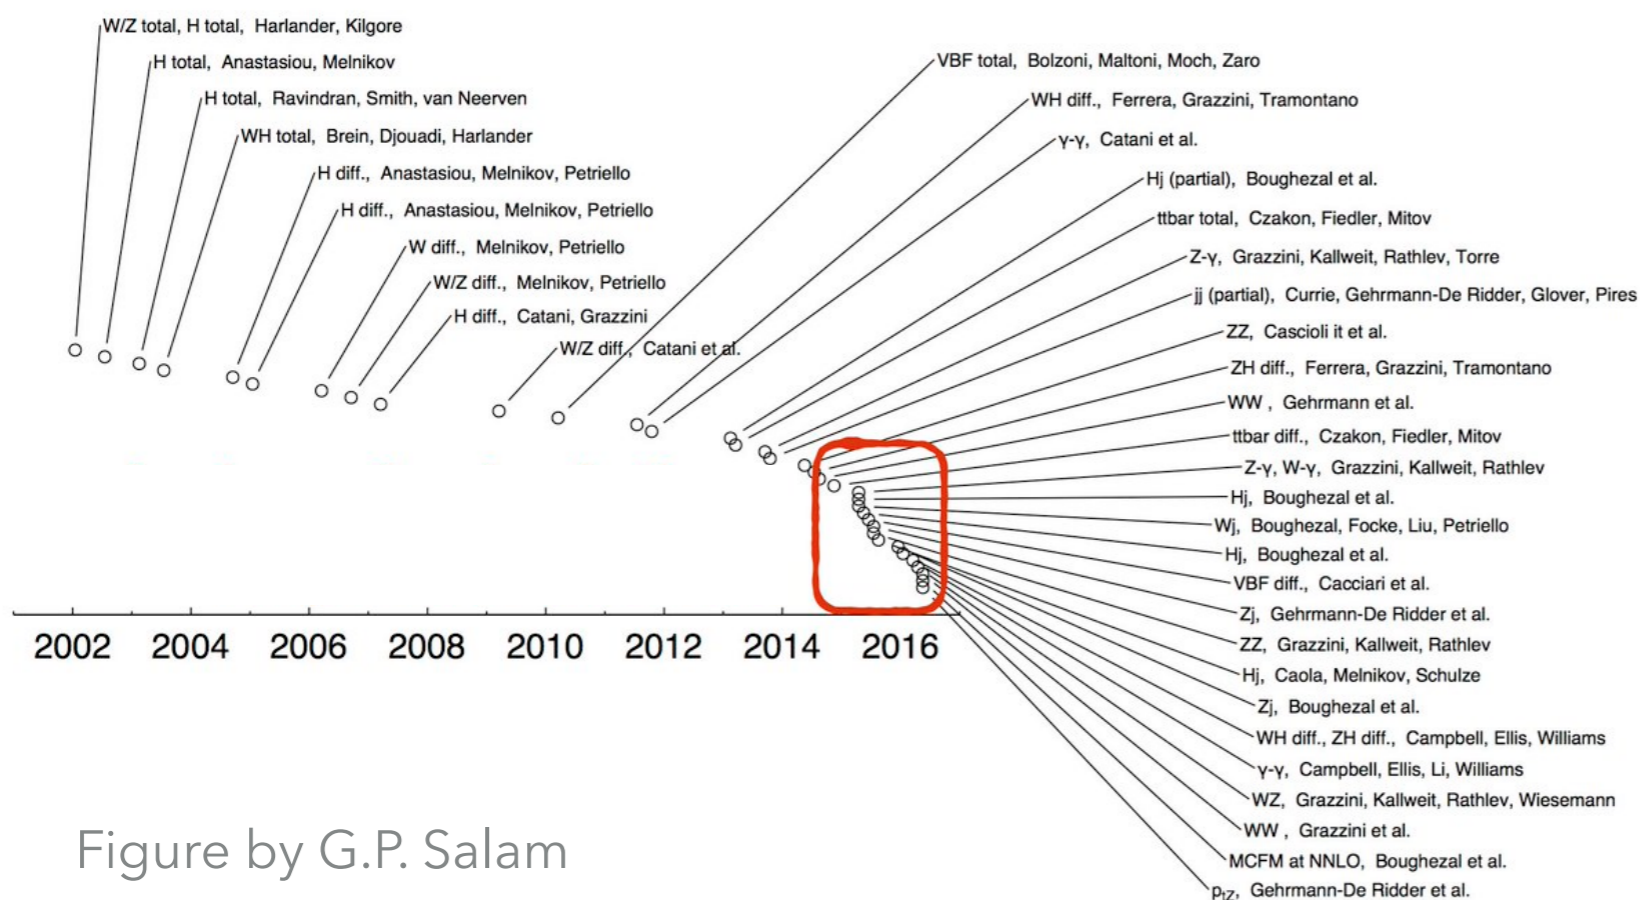 W/Z total, H total, Harlander, Kilgore
H total, Anastasiou, Melnikov
H total, Ravindran, Smith, van Neerven
WH total, Brein, Djouadi, Harlander
H diff., Anastasiou, Melnikov, Petriello
H diff., Anastasiou, Melnikov, Petriello
W diff., Melnikov, Petriello
W/Z diff., Melnikov, Petriello
H diff., Catani, Grazzini
W/Z diff., Catani et al.
VBF total, Bolzoni, Maltoni, Moch, Zaro
WH diff., Ferrera, Grazzini, Tramontano
γ-γ, Catani et al.
Hj (partial), Boughezal et al.
ttbar total, Czakon, Fiedler, Mitov
Z-γ, Grazzini, Kallweit, Rathlev, Torre
jj (partial), Currie, Gehrmann-De Ridder, Glover, Pires
ZZ, Cascioli it et al.
ZH diff., Ferrera, Grazzini, Tramontano
WW , Gehrmann et al.
ttbar diff., Czakon, Fiedler, Mitov
Z-γ, W-γ, Grazzini, Kallweit, Rathlev
Hj, Boughezal et al.
Wj, Boughezal, Focke, Liu, Petriello
Hj, Boughezal et al.
VBF diff., Cacciari et al.
Zj, Gehrmann-De Ridder et al.
ZZ, Grazzini, Kallweit, Rathlev
Hj, Caola, Melnikov, Schulze
Zj, Boughezal et al.
WH diff., ZH diff., Campbell, Ellis, Williams
γ-γ, Campbell, Ellis, Li, Williams
WZ, Grazzini, Kallweit, Rathlev, Wiesemann
WW , Grazzini et al.
MCFM at NNLO, Boughezal et al.
ptZ, Gehrmann-De Ridder et al.
2002 2004 2006 2008 2010 2012 2014 2016
Figure by G.P. Salam